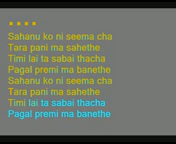 Sahanu ko ni seema cha
Tara pani ma sahethe
Timi lai ta sabai thacha
Pagal premi ma banethe
Sahanu ko ni seema cha
Tara pani ma sahethe
Timi lai ta sabai thacha
Pagal premi ma banethe